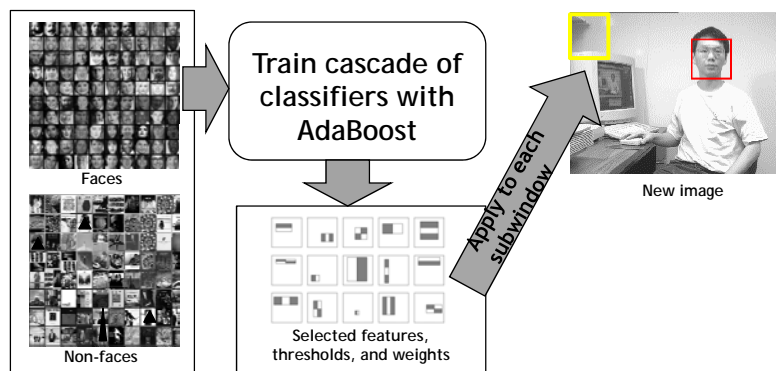 Faces
Non-faces
Train cascade of
classifiers with
AdaBoost
Selected features,
thresholds, and weights
Apply to each
subwindow
New image